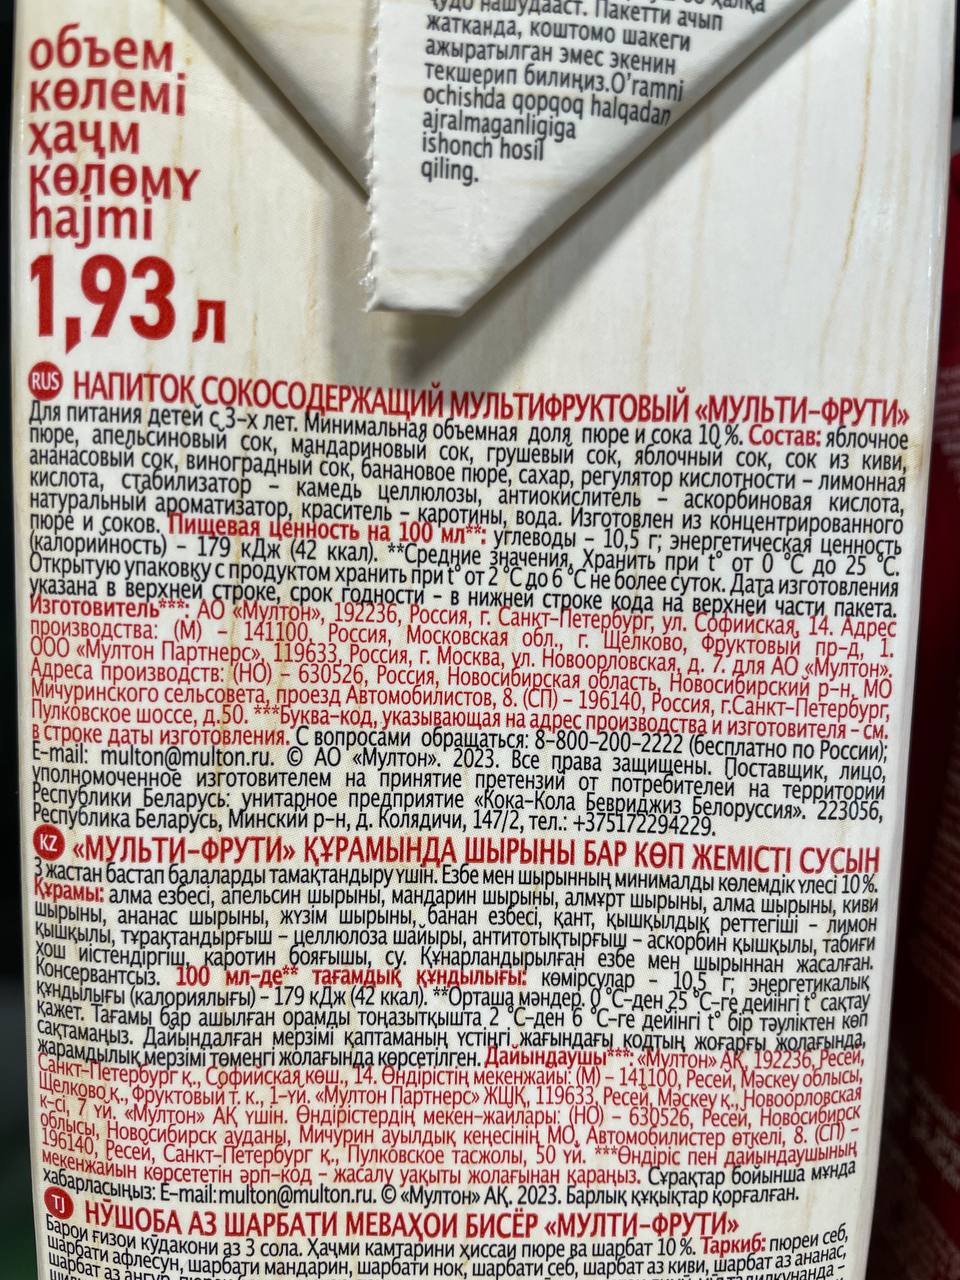 объем
көлемі
ҳаҷм
көлөмү
hajmi
1,93 л
нашудааст. Пакетти ачып
жатканда, коштомо шакеги
ажыратылган эмес экенин
текшерип билиңиз.O'ramni
ochishda qopqoq halqadan
ajralmaganligiga
ishonch hosil
qiling.
RUS НАПИТОК СОКОСОДЕРЖАЩИЙ МУЛЬТИФРУКТОВЫЙ «МУЛЬТИ-ФРУТИ»
Для питания детей с 3-х лет. Минимальная объемная доля пюре и сока 10 %. Состав: яблочное
пюре, апельсиновый сок, мандариновый сок, грушевый сок, яблочный сок, сок из киви,
ананасовый сок, виноградный сок, банановое пюре, сахар, регулятор кислотности – лимонная
кислота, стабилизатор – камедь целлюлозы, антиокислитель – аскорбиновая кислота,
натуральный ароматизатор, краситель – каротины, вода. Изготовлен из концентрированного
пюре и соков. Пищевая ценность на 100 мл**: углеводы – 10,5 г; энергетическая ценность
(калорийность) – 179 кДж (42 ккал). **Средние значения. Хранить при t° от 0 °C до 25 °C.
Открытую упаковку с продуктом хранить при t° от 2 °C до 6 °C не более суток. Дата изготовления
указана в верхней строке, срок годности - в нижней строке кода на верхней части пакета.
Изготовитель***: АО «Мултон», 192236, Россия, г. Санкт-Петербург, ул. Софийская, 14. Адрес
производства: (М) – 141100, Россия, Московская обл., г. Щелково, Фруктовый пр-д, 1.
ООО «Мултон Партнерс», 119633, Россия, г. Москва, ул. Новоорловская, д. 7. для АО «Мултон».
Адреса производств: (НО) – 630526, Россия, Новосибирская область, Новосибирский р-н, МО
Мичуринского сельсовета, проезд Автомобилистов, 8. (СП) – 196140, Россия, г.Санкт-Петербург,
Пулковское шоссе, д.50. ***Буква-код, указывающая на адрес производства и изготовителя - см.
в строке даты изготовления. С вопросами обращаться: 8-800-200-2222 (бесплатно по России);
E-mail: multon@multon.ru. © АО «Мултон». 2023. Все права защищены. Поставщик, лицо,
уполномоченное изготовителем на принятие претензий от потребителей на территории
Республики Беларусь: унитарное предприятие «Кока-Кола Бевриджиз Белоруссия». 223056,
Республика Беларусь, Минский р-н, д. Колядичи, 147/2, тел.: +375172294229.
KZ «МУЛЬТИ-ФРУТИ» ҚҰРАМЫНДА ШЫРЫНЫ БАР КӨП ЖЕМІСТІ СУСЫН
3 жастан бастап балаларды тамақтандыру үшін. Езбе мен шырынның минималды көлемдік үлесі 10 %.
Құрамы: алма езбесі, апельсин шырыны, мандарин шырыны, алмұрт шырыны, алма шырыны, киви
шырыны, ананас шырыны, жүзім шырыны, банан езбесі, қант, қышқылдық реттегіші – лимон
қышқылы, тұрақтандырғыш – целлюлоза шайыры, антитотықтырғыш – аскорбин қышқылы, табиғи
хош иістендіргіш, каротин бояғышы, су. Құнарландырылған езбе мен шырыннан жасалған.
Консервантсыз. 100 мл-де** тағамдық құндылығы: көмірсулар – 10,5 г; энергетикалық
құндылығы (калориялығы) – 179 кДж (42 ккал). **Орташа мәндер. 0 °C-ден 25 °C-ге дейінгі t° сақтау
қажет. Тағамы бар ашылған орамды тоңазытқышта 2 °C-ден 6 °C-ге дейінгі t° бір тәуліктен көп
сақтамаңыз. Дайындалған мерзімі қаптаманың үстіңгі жағындағы кодтың жоғарғы жолағында,
жарамдылық мерзімі төменгі жолағында көрсетілген. Дайындаушы***: «Мултон» АҚ, 192236, Ресей,
Санкт-Петербург қ., Софийская көш., 14. Өндірістің мекенжайы: (М) – 141100, Ресей, Мәскеу облысы,
Щелково қ., Фруктовый т. к., 1-үй. «Мултон Партнерс» ЖШҚ, 119633, Ресей, Мәскеу қ., Новоорловская
к-сі, 7 үй. «Мултон» АҚ үшін. Өндірістердің мекен-жайлары: (НО) – 630526, Ресей, Новосибирск
облысы, Новосибирск ауданы, Мичурин ауылдық кеңесінің МО, Автомобилистер өткелі, 8. (СП) –
196140, Ресей, Санкт-Петербург қ., Пулковское тасжолы, 50 үй. ***Өндіріс пен дайындаушының
мекенжайын көрсететін әрп-код – жасалу уақыты жолағынан қараңыз. Сұрақтар бойынша мұнда
хабарласыңыз: E-mail: multon@multon.ru. © «Мултон» АҚ. 2023. Барлық құқықтар қорғалған.
TJ НӮШОБА АЗ ШАРБАТИ МЕВАҲОИ БИСЁР «МУЛТИ-ФРУТИ»
Барои ғизои кӯдакони аз 3 сола. Ҳаҷми камтарини ҳиссаи пюре ва шарбат 10 %. Таркиб: пюреи себ,
шарбати афлесун, шарбати мандарин, шарбати нок, шарбати себ, шарбат аз киви, шарбат аз ананас,
шарбат аз ангур,